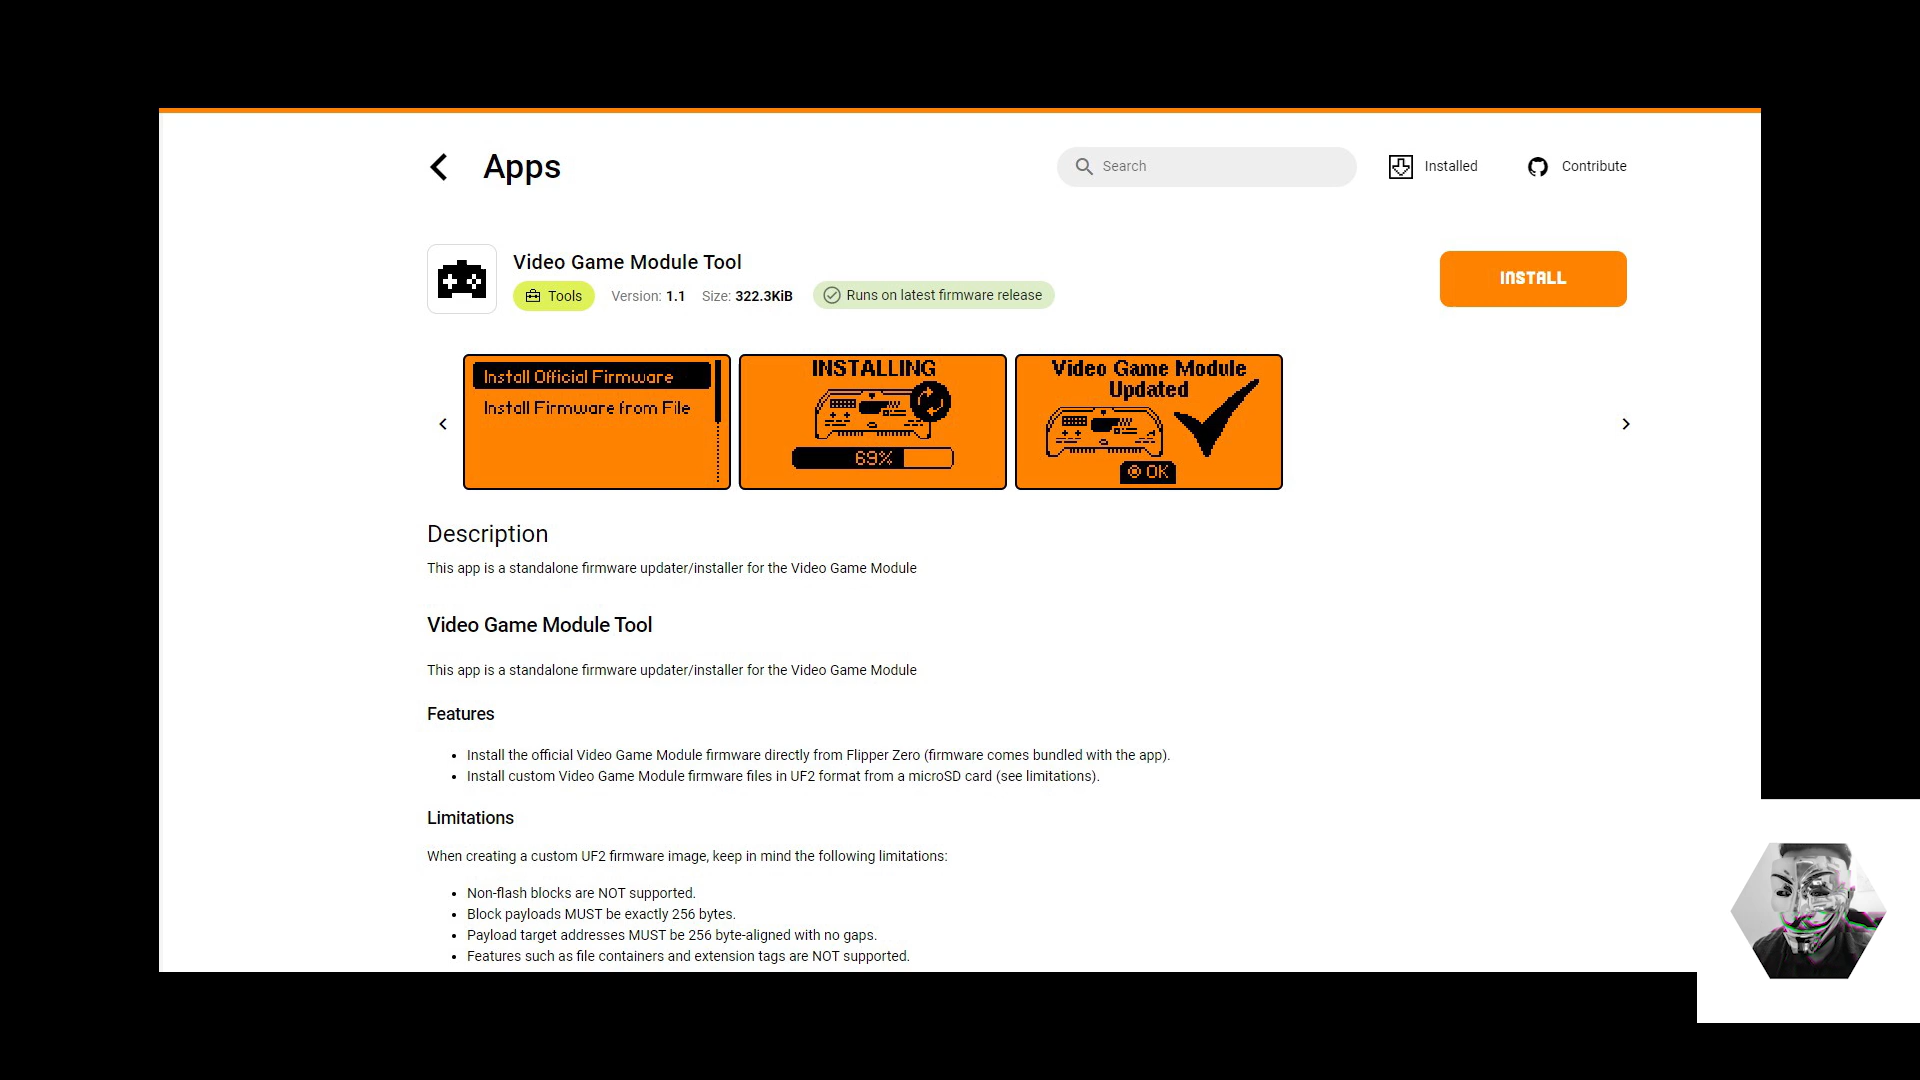 Apps
Search
Installed
Contribute
Video Game Module Tool
Tools
Version: 1.1
Size: 322.3KiB
Runs on latest firmware release
INSTALL
Install Official Firmware
Install Firmware from File
INSTALLING
69%
Video Game Module
Updated
OK
Description
This app is a standalone firmware updater/installer for the Video Game Module
Video Game Module Tool
This app is a standalone firmware updater/installer for the Video Game Module
Features
• Install the official Video Game Module firmware directly from Flipper Zero (firmware comes bundled with the app).
• Install custom Video Game Module firmware files in UF2 format from a microSD card (see limitations).
Limitations
When creating a custom UF2 firmware image, keep in mind the following limitations:
• Non-flash blocks are NOT supported.
• Block payloads MUST be exactly 256 bytes.
• Payload target addresses MUST be 256 byte-aligned with no gaps.
• Features such as file containers and extension tags are NOT supported.